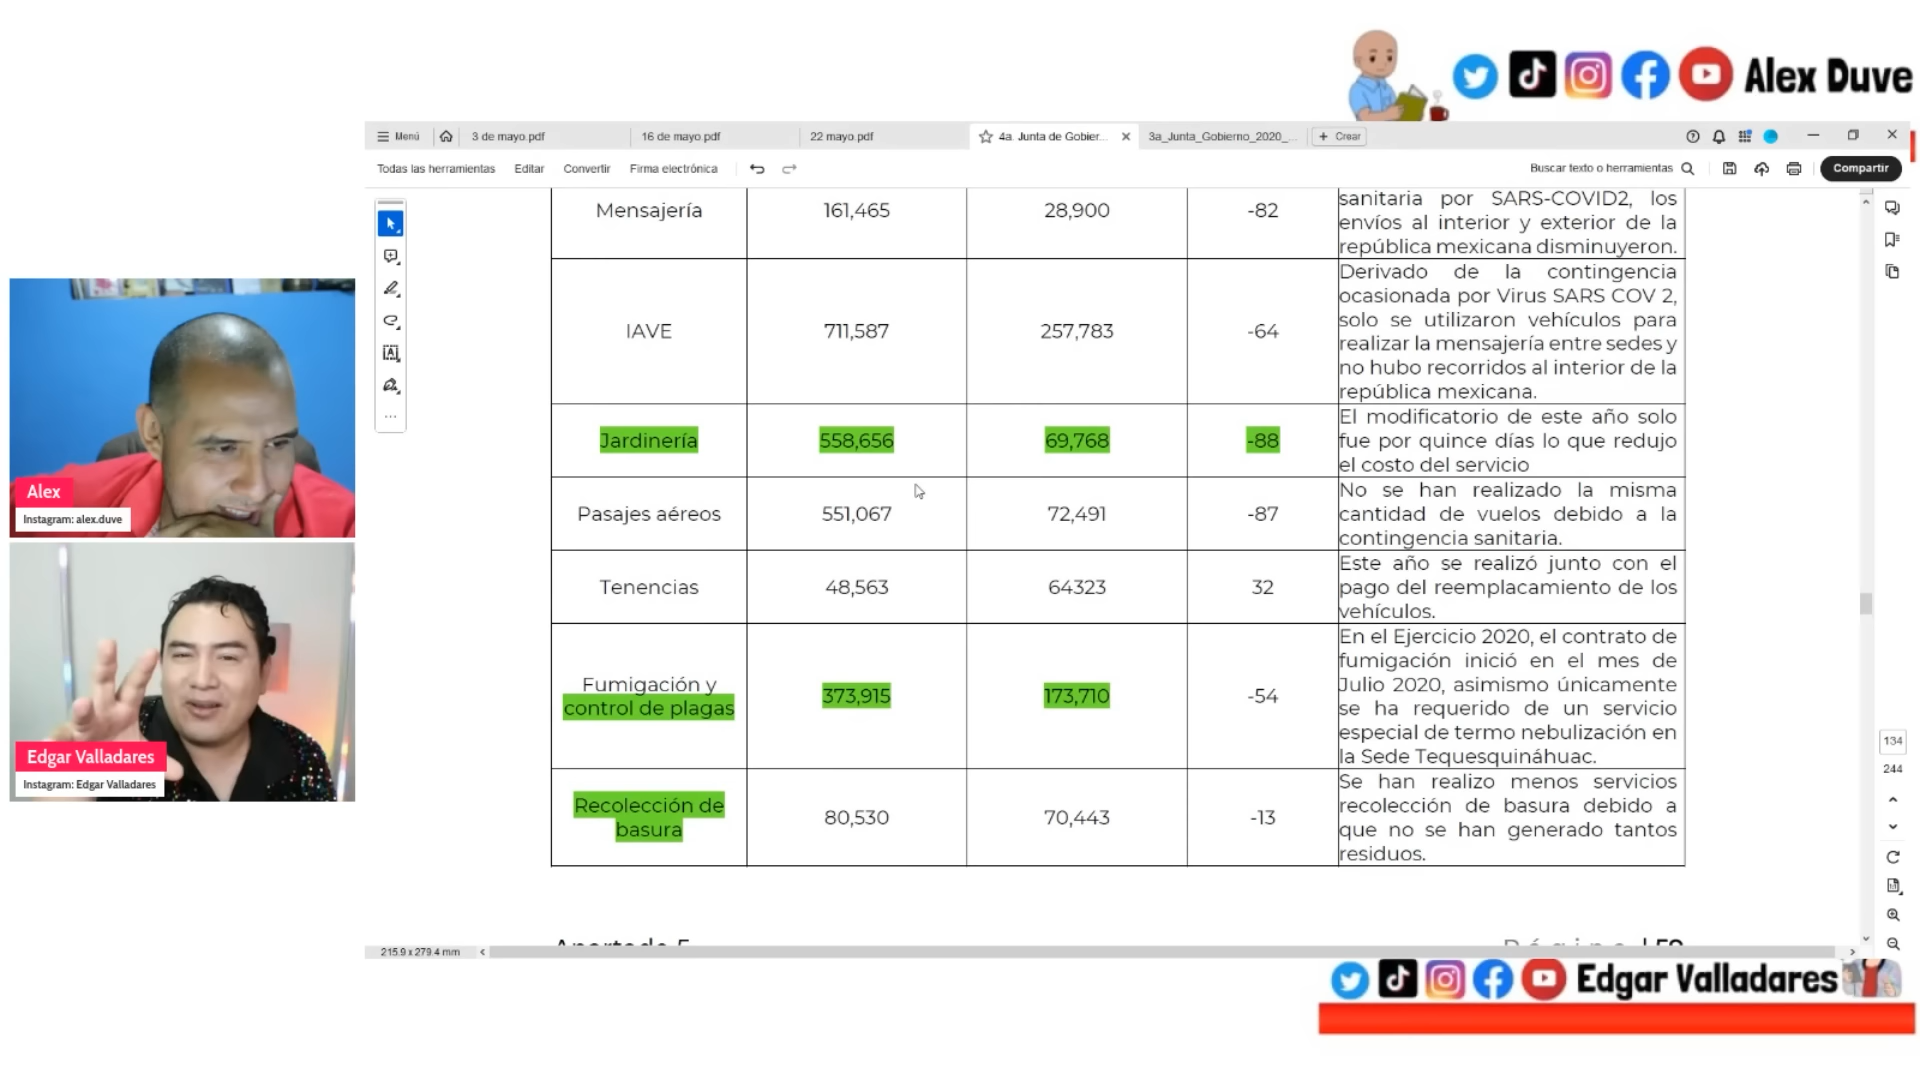 Alex Duve
Menú
3 de mayo.pdf
16 de mayo.pdf
22 mayo.pdf
4a. Junta de Gobier...
3a_Junta_Gobierno_2020_...
+ Crear
Todas las herramientas
Editar
Convertir
Firma electrónica
Buscar texto o herramientas
Compartir
Mensajería 161,465 28,900 -82
sanitaria por SARS-COVID2, los
envíos al interior y exterior de la
república mexicana disminuyeron.
IAVE 711,587 257,783 -64
Derivado de la contingencia
ocasionada por Virus SARS COV 2,
solo se utilizaron vehículos para
realizar la mensajería entre sedes y
no hubo recorridos al interior de la
república mexicana.
Jardinería 558,656 69,768 -88
El modificatorio de este año solo
fue por quince días lo que redujo
el costo del servicio
Pasajes aéreos 551,067 72,491 -87
No se han realizado la misma
cantidad de vuelos debido a la
contingencia sanitaria.
Tenencias 48,563 64323 32
Este año se realizó junto con el
pago del reemplacamiento de los
vehículos.
Fumigación y
control de plagas 373,915 173,710 -54
En el Ejercicio 2020, el contrato de
fumigación inició en el mes de
Julio 2020, asimismo únicamente
se ha requerido de un servicio
especial de termo nebulización en
la Sede Tequesquináhuac.
Recolección de
basura 80,530 70,443 -13
Se han realizo menos servicios
recolección de basura debido a
que no se han generado tantos
residuos.
134
244
215.9 x 279.4 mm
Alex
Instagram: alex.duve
Edgar Valladares
Instagram: Edgar Valladares
Edgar Valladares